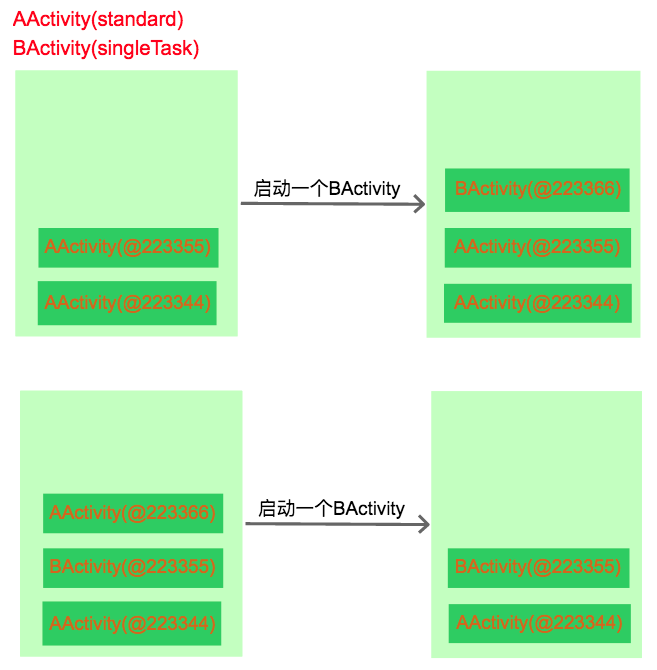 AActivity(standard)
BActivity(singleTask)
启动一个BActivity
AActivity(@223355)
AActivity(@223344)
BActivity(@223366)
AActivity(@223355)
AActivity(@223344)
启动一个BActivity
AActivity(@223366)
BActivity(@223355)
AActivity(@223344)
BActivity(@223355)
AActivity(@223344)